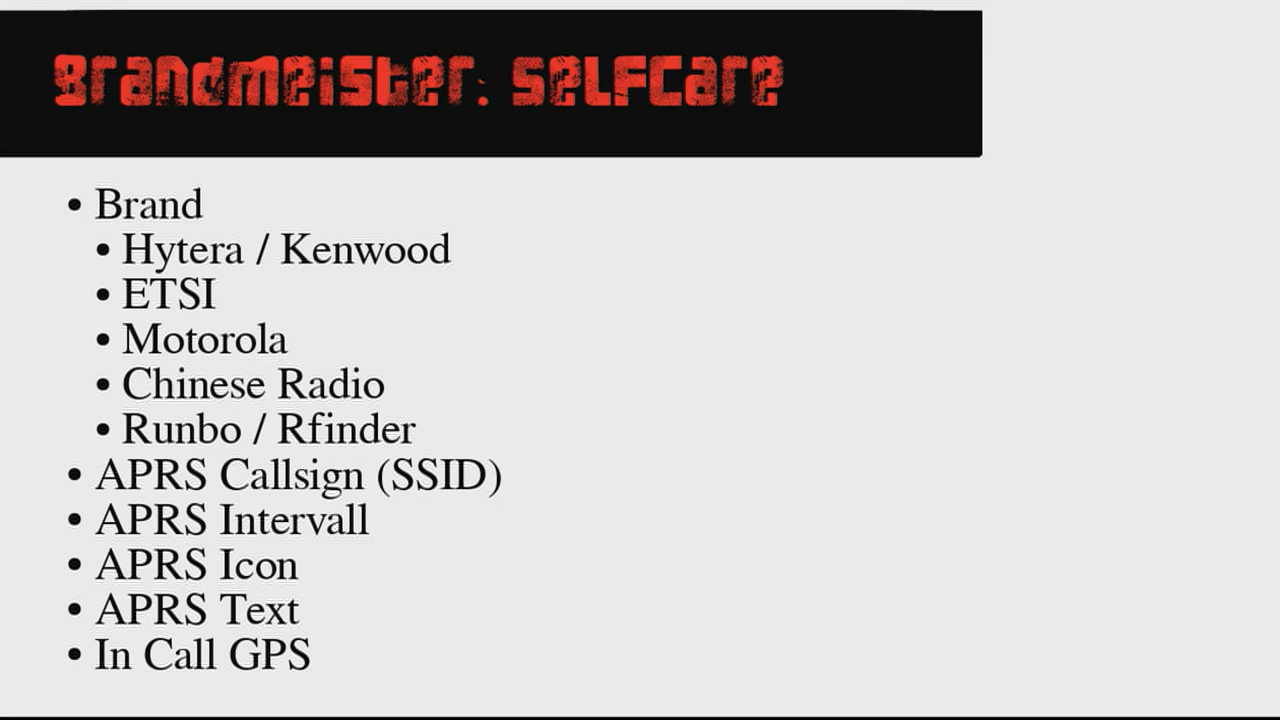 Brandmeister: SelfCare
• Brand
• Hytera / Kenwood
• ETSI
• Motorola
• Chinese Radio
• Runbo / Rfinder
• APRS Callsign (SSID)
• APRS Intervall
• APRS Icon
• APRS Text
• In Call GPS